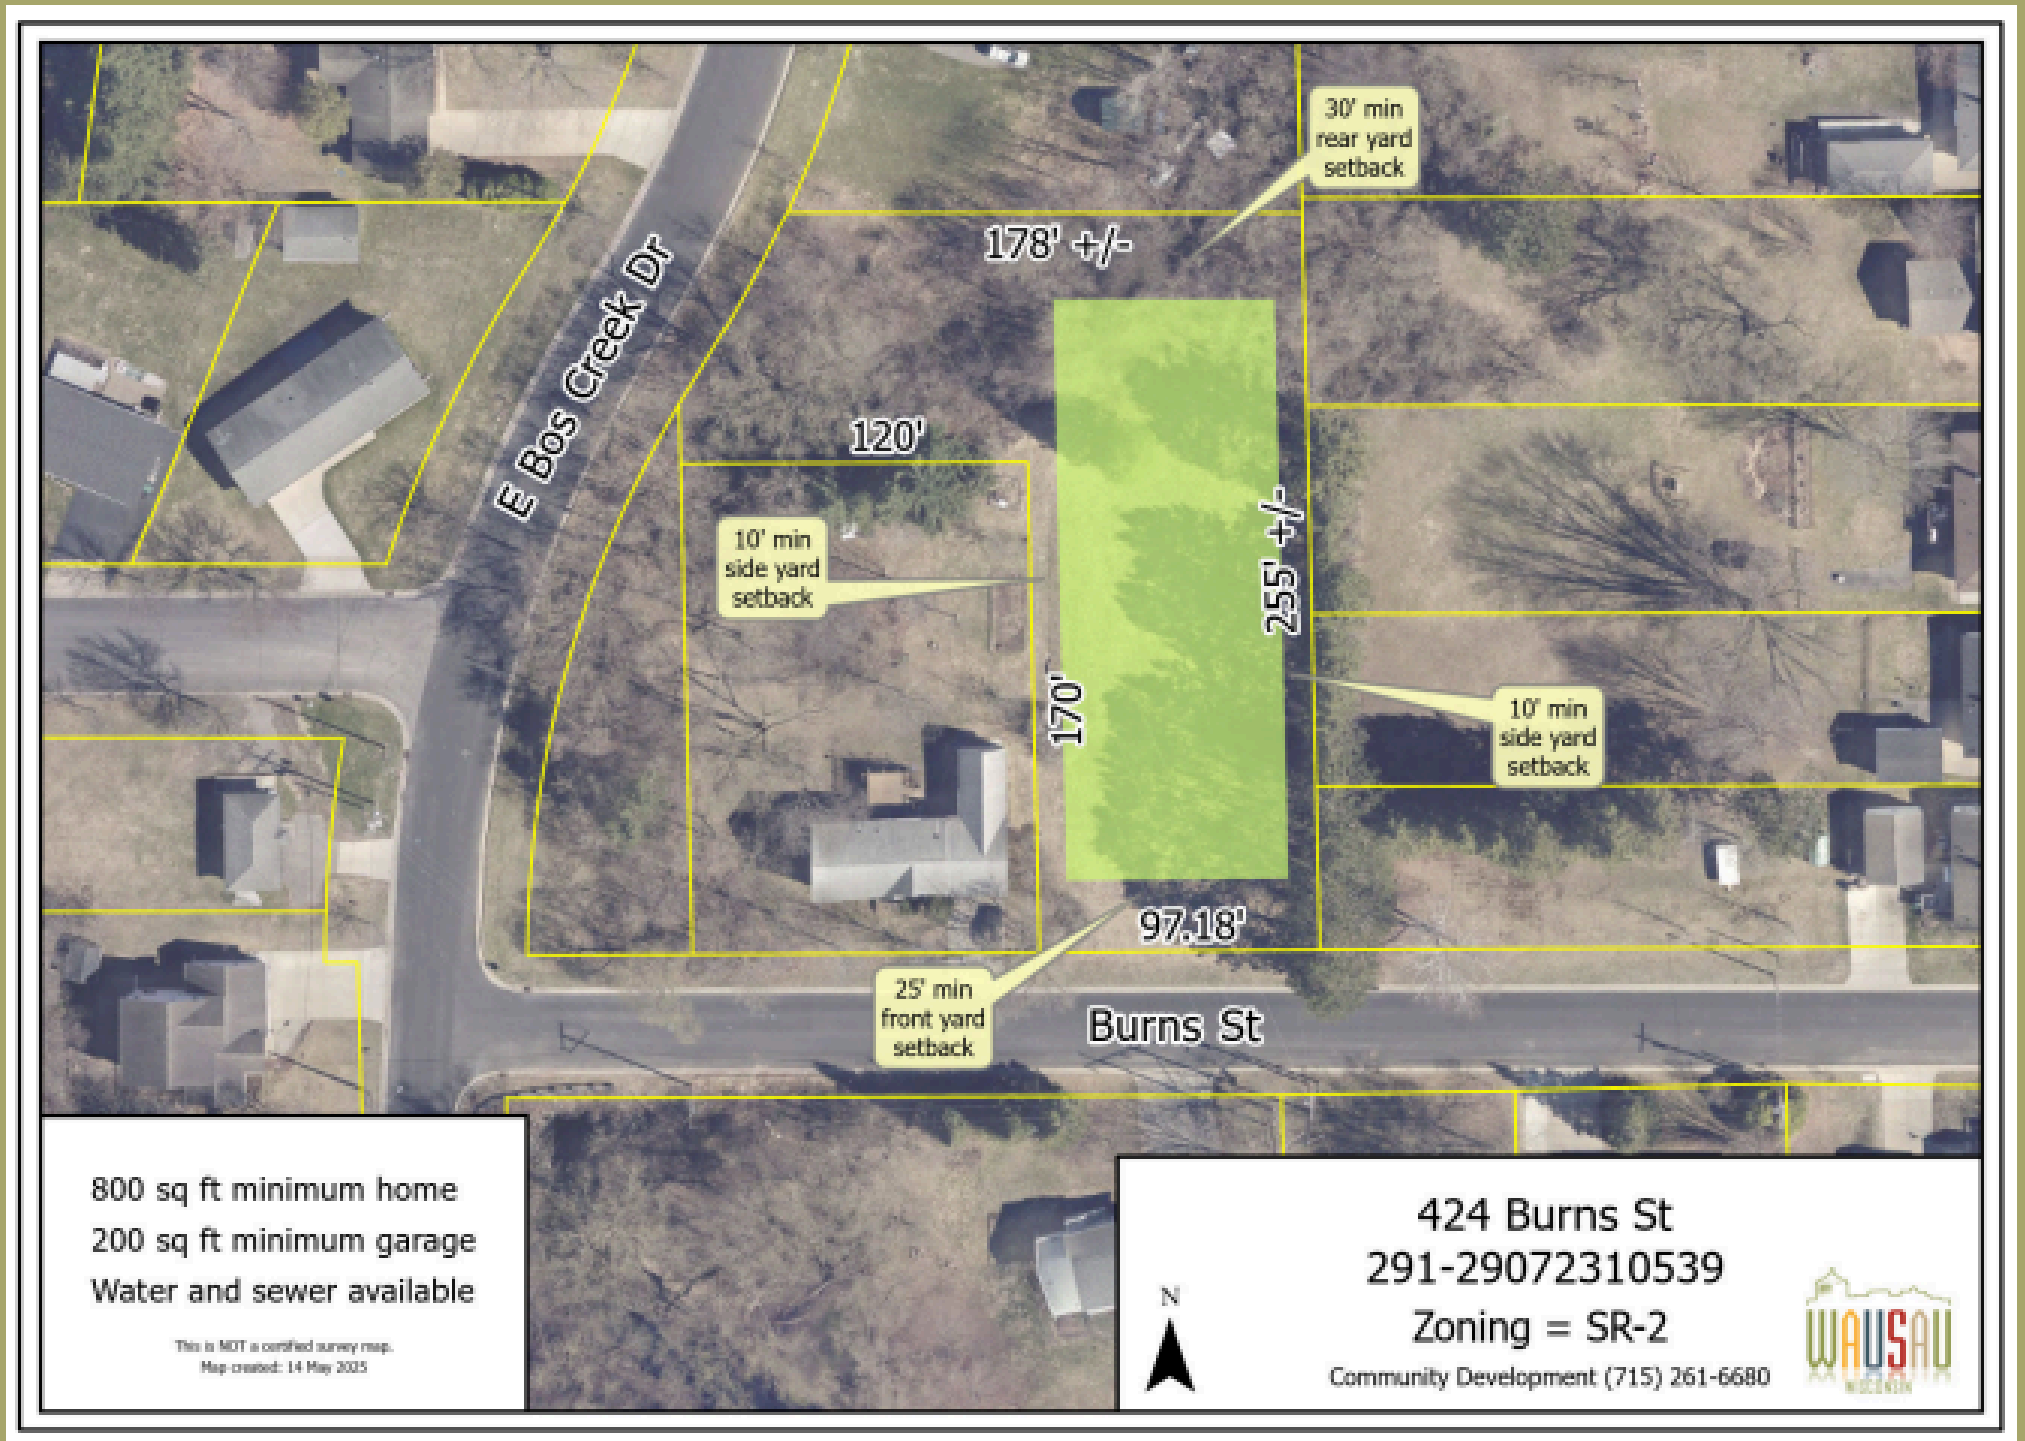 30' min
rear yard
setback
178' +/-
E Bos Creek Dr
120'
10' min
side yard
setback
255' +/-
170'
10' min
side yard
setback
97.18'
25' min
front yard
setback
Burns St
800 sq ft minimum home
200 sq ft minimum garage
Water and sewer available
This is NOT a certified survey map.
Map created: 14 May 2025
N
424 Burns St
291-29072310539
Zoning = SR-2
Community Development (715) 261-6680
WAUSAU
WISCONSIN